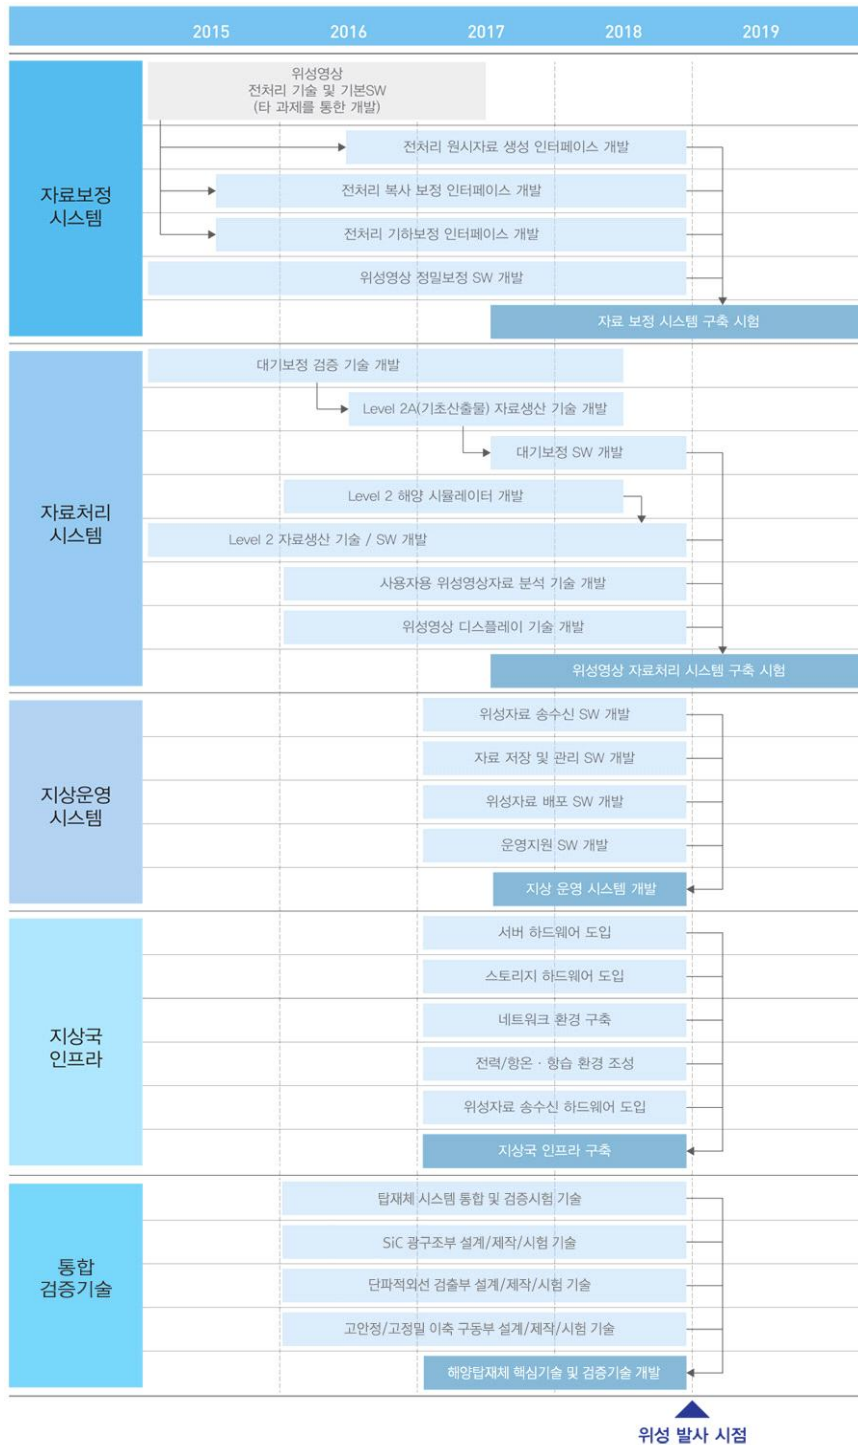 2015 2016 2017 2018 2019
자료보정
시스템
위성영상
전처리 기술 및 기본SW
(타 과제를 통한 개발)
전처리 원시자료 생성 인터페이스 개발
전처리 복사 보정 인터페이스 개발
전처리 기하보정 인터페이스 개발
위성영상 정밀보정 SW 개발
자료 보정 시스템 구축 시험
자료처리
시스템
대기보정 검증 기술 개발
Level 2A(기초산출물) 자료생산 기술 개발
대기보정 SW 개발
Level 2 해양 시뮬레이터 개발
Level 2 자료생산 기술 / SW 개발
사용자용 위성영상자료 분석 기술 개발
위성영상 디스플레이 기술 개발
위성영상 자료처리 시스템 구축 시험
지상운영
시스템
위성자료 송수신 SW 개발
자료 저장 및 관리 SW 개발
위성자료 배포 SW 개발
운영지원 SW 개발
지상 운영 시스템 개발
지상국
인프라
서버 하드웨어 도입
스토리지 하드웨어 도입
네트워크 환경 구축
전력/항온 · 항습 환경 조성
위성자료 송수신 하드웨어 도입
지상국 인프라 구축
통합
검증기술
탑재체 시스템 통합 및 검증시험 기술
SiC 광구조부 설계/제작/시험 기술
단파적외선 검출부 설계/제작/시험 기술
고안정/고정밀 이축 구동부 설계/제작/시험 기술
해양탑재체 핵심기술 및 검증기술 개발
위성 발사 시점